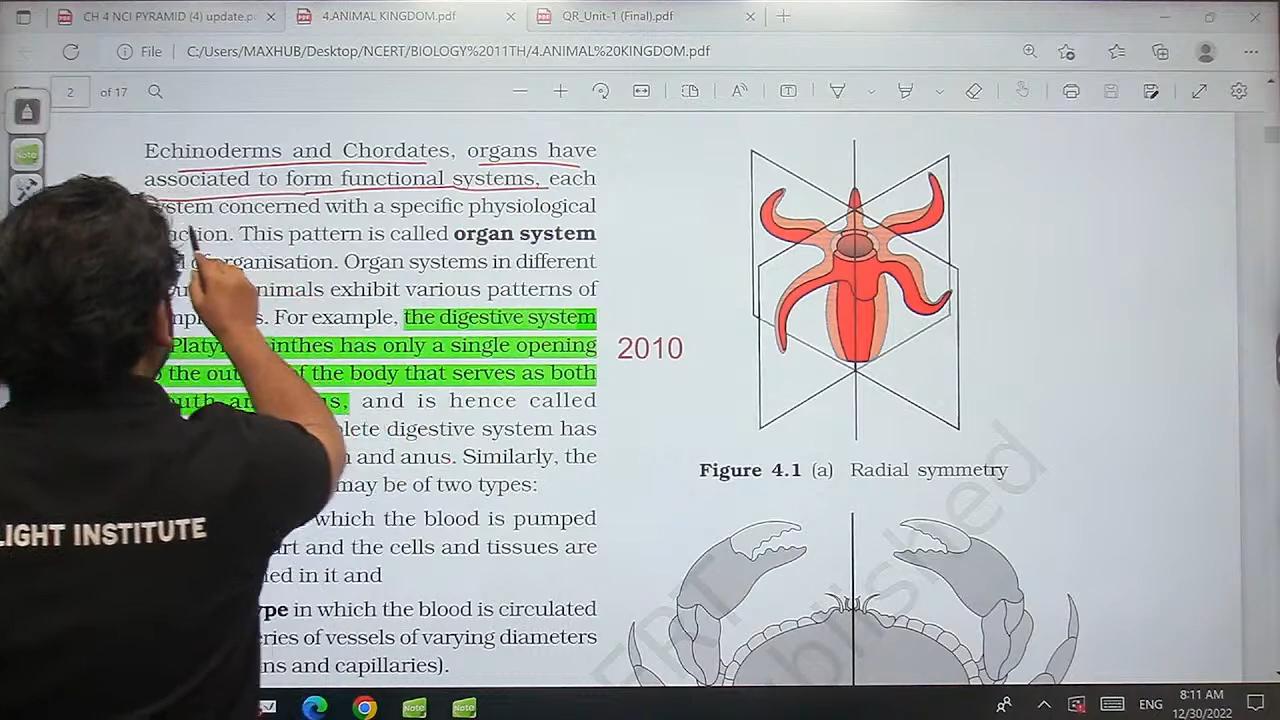 CH 4 NCI PYRAMID (4) update.p
4.ANIMAL KINGDOM.pdf
QR_Unit-1 (Final).pdf
File
C:/Users/MAXHUB/Desktop/NCERT/BIOLOGY%2011TH/4.ANIMAL%20KINGDOM.pdf
2 of 17
Echinoderms and Chordates, organs have
associated to form functional systems, each
system concerned with a specific physiological
This pattern is called organ system
organisation. Organ systems in different
animals exhibit various patterns of
For example, the digestive system
has only a single opening
the out of the body that serves as both
and is hence called
digestive system has
and anus. Similarly, the
may be of two types:
which the blood is pumped
and the cells and tissues are
in it and
in which the blood is circulated
of vessels of varying diameters
and capillaries).
2010
Figure 4.1 (a) Radial symmetry
Note
LIGHT INSTITUTE
Note
Note
ENG
8:11 AM
12/30/2022